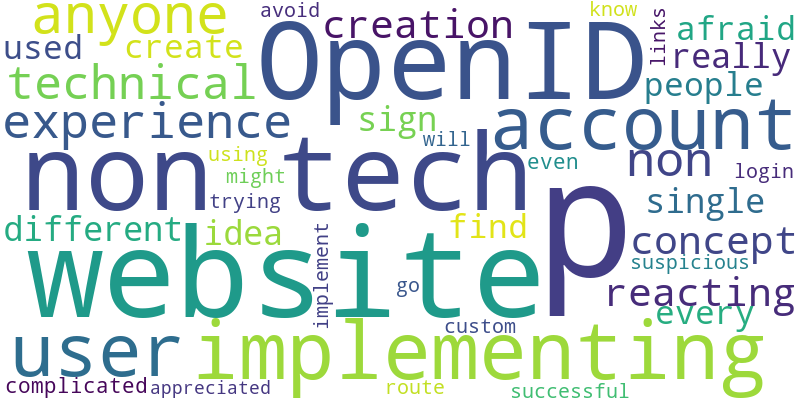 anyone
avoid
creation
know
links
afraid
used
create
OpenID
really
technical
people
experience
sign
account
will
non tech
using
even
non
might
login
trying
p
single
different
idea
implement
find
concept
website
go
suspicious
reacting
every
user
implementing
custom
complicated
appreciated
route
successful